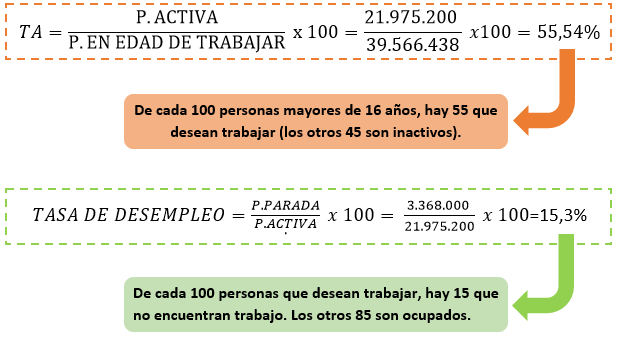 TA = P. ACTIVA / P. EN EDAD DE TRABAJAR x 100 = 21.975.200 / 39.566.438 x100 = 55,54%
De cada 100 personas mayores de 16 años, hay 55 que
desean trabajar (los otros 45 son inactivos).
TASA DE DESEMPLEO = P.PARADA / P.ACTIVA x 100 = 3.368.000 / 21.975.200 x 100=15,3%
De cada 100 personas que desean trabajar, hay 15 que
no encuentran trabajo. Los otros 85 son ocupados.